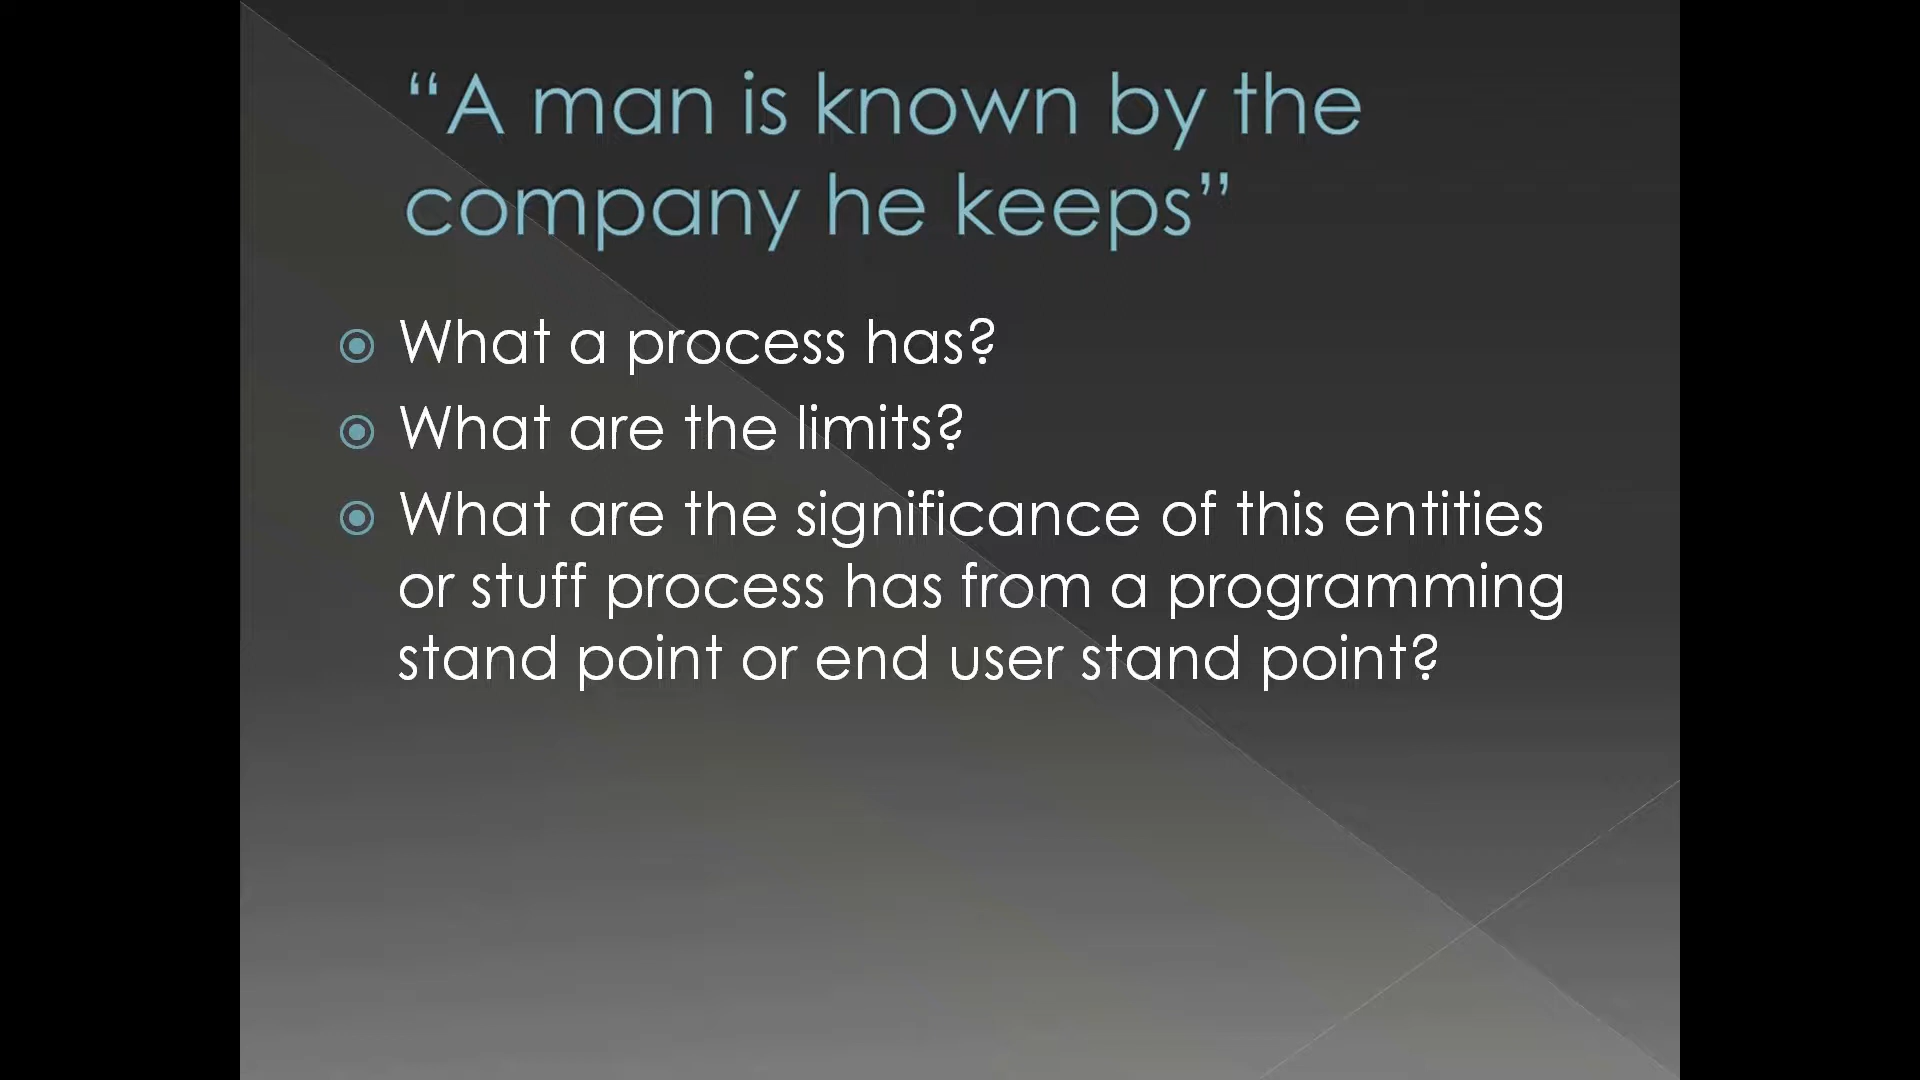 “A man is known by the
company he keeps”
What a process has?
What are the limits?
What are the significance of this entities
or stuff process has from a programming
stand point or end user stand point?